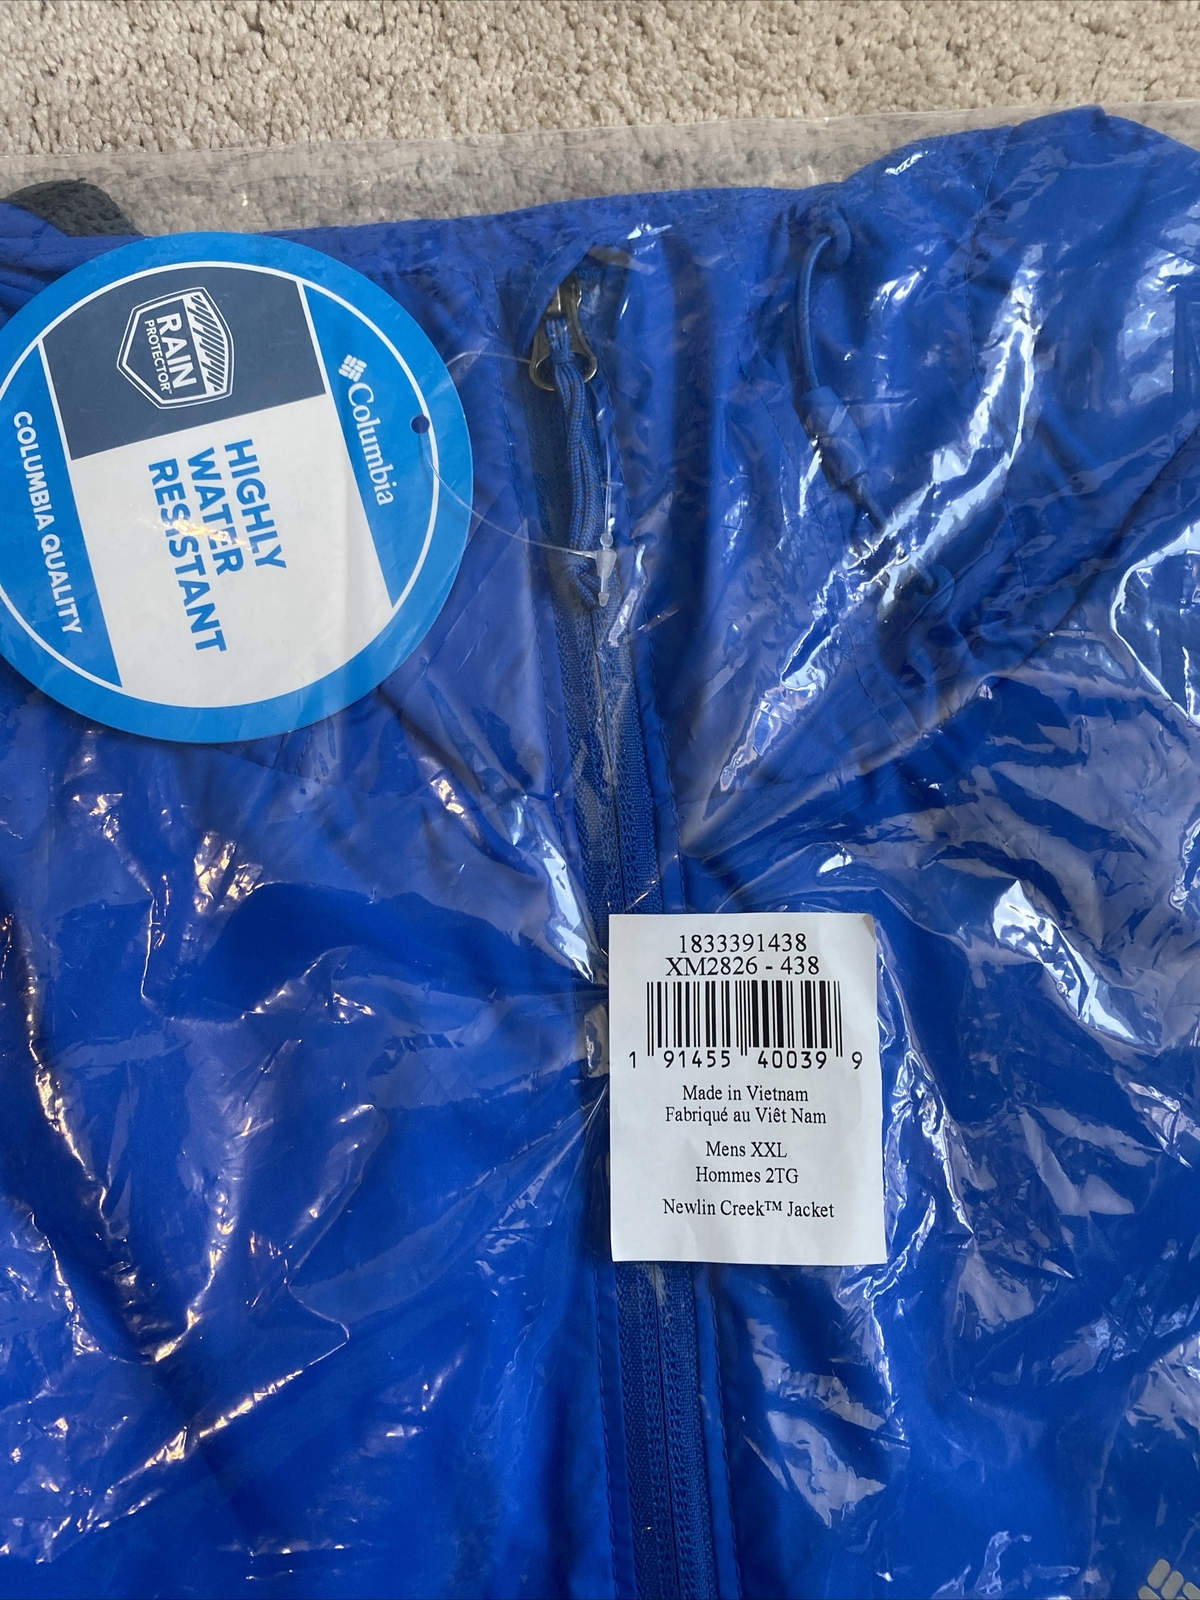 Columbia
RAIN
PROTECTOR™
HIGHLY
WATER
RESISTANT
COLUMBIA QUALITY
1833391438
XM2826 - 438
1 91455 40039 9
Made in Vietnam
Fabriqué au Viêt Nam
Mens XXL
Hommes 2TG
Newlin Creek™ Jacket